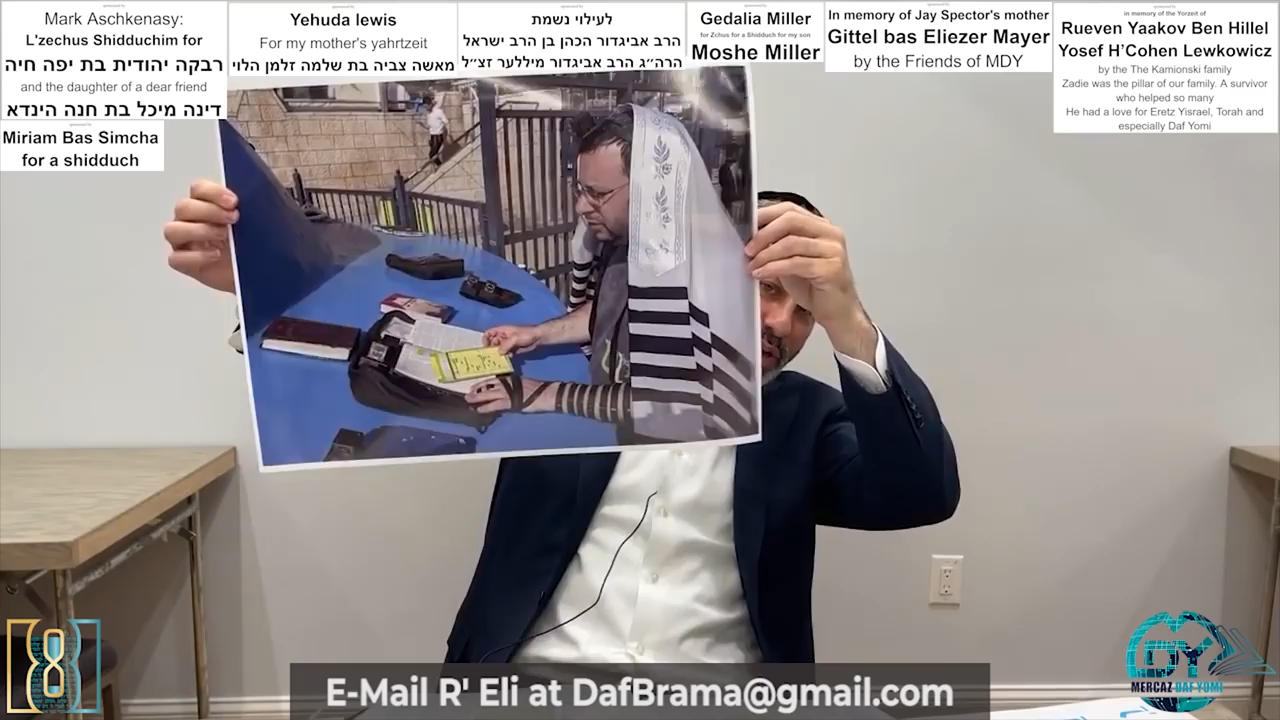 Mark Aschkenasy:
L'zechus Shidduchim for
רבקה יהודית בת יפה חיה
and the daughter of a dear friend
דינה מיכל בת חנה הינדא
Miriam Bas Simcha
for a shidduch
Yehuda lewis
For my mother's yahrtzeit
מאשה צביה בת שלמה זלמן הלוי
לעילוי נשמת
הרב אביגדור הכהן בן הרב ישראל
הרה״ג הרב אביגדור מיללער זצ״ל
Gedalia Miller
for Zchus for a Shidduch for my son
Moshe Miller
In memory of Jay Spector's mother
Gittel bas Eliezer Mayer
by the Friends of MDY
in memory of the Yorzeit of
Rueven Yaakov Ben Hillel
Yosef H'Cohen Lewkowicz
by the The Kamionski family
Zadie was the pillar of our family. A survivor
who helped so many
He had a love for Eretz Yisrael, Torah and
especially Daf Yomi
E-Mail R' Eli at DafBrama@gmail.com
8
MDY
MERCAZ DAF YOMI